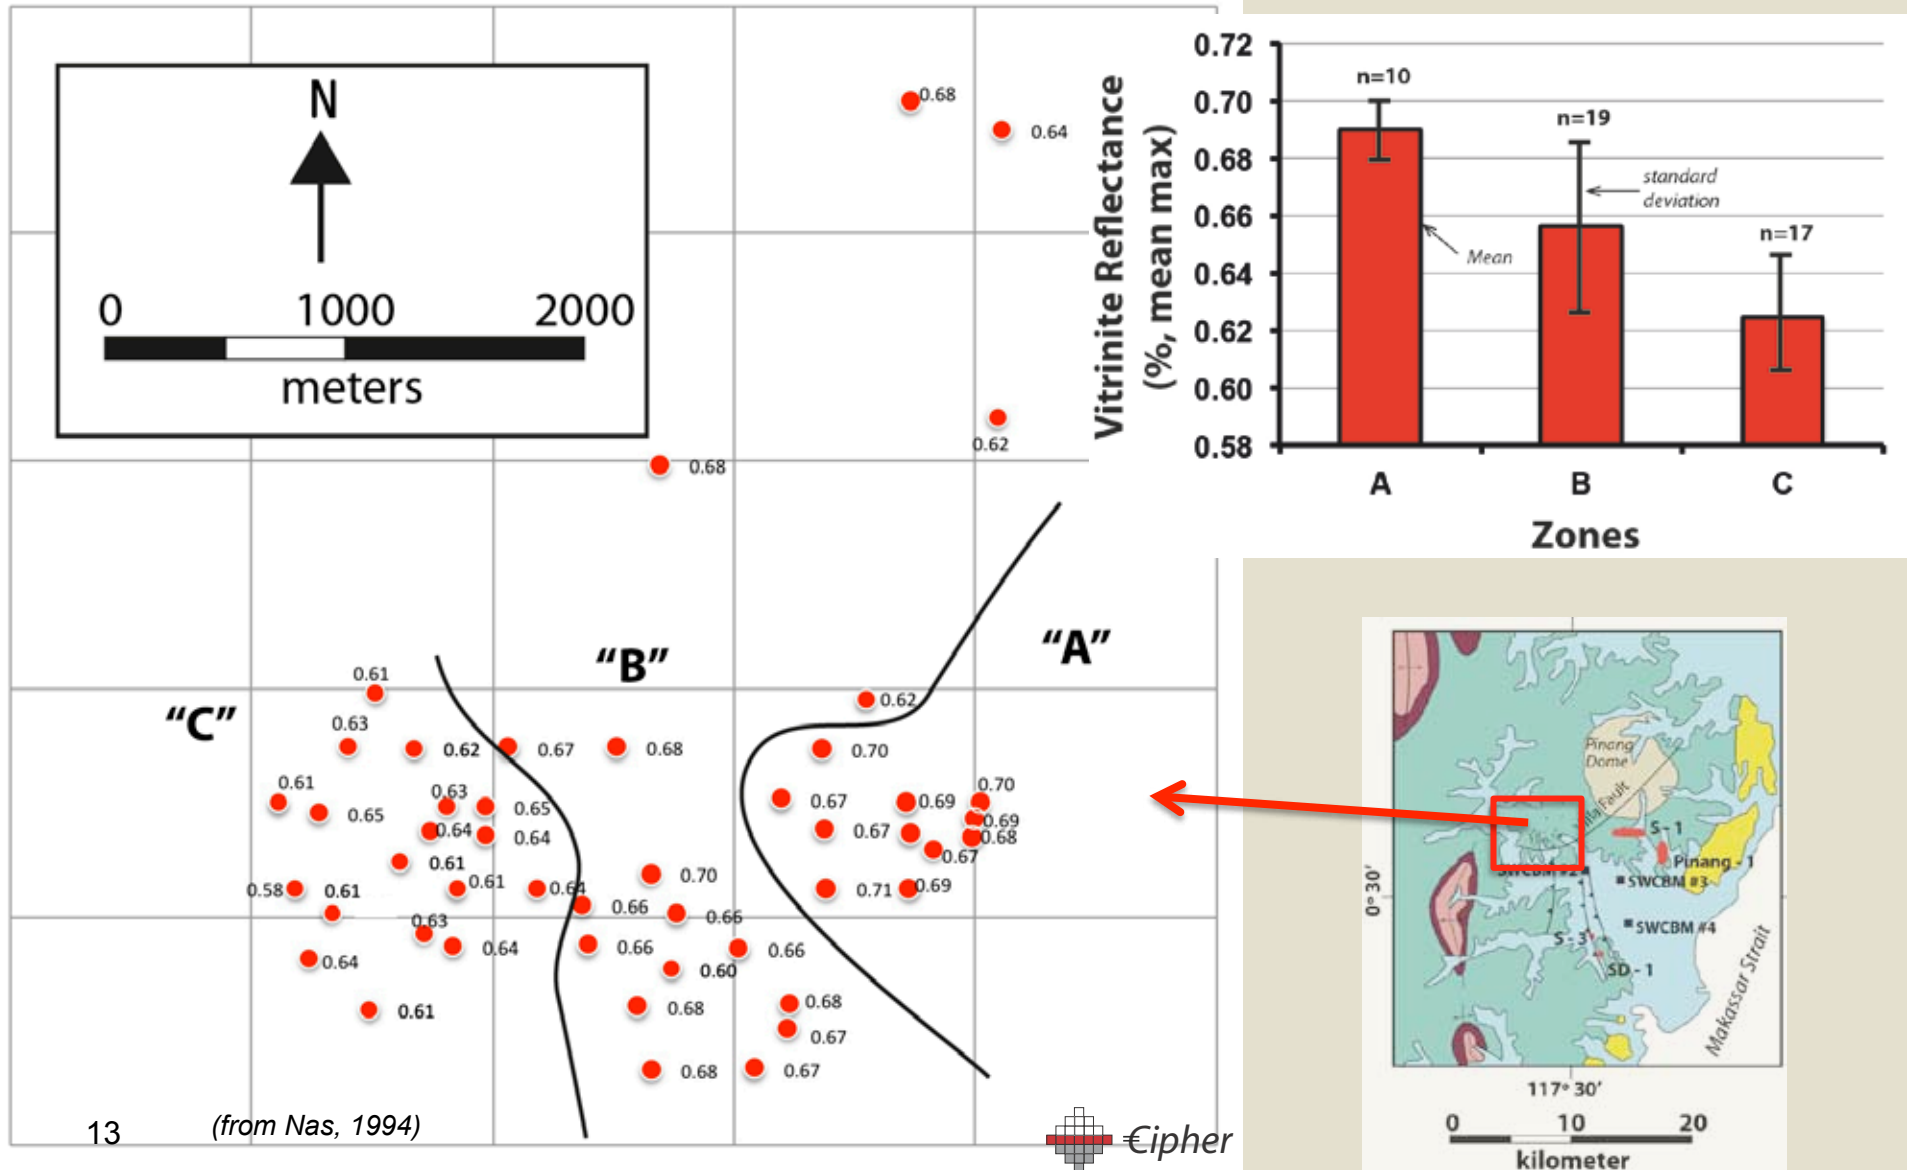 N
0 1000 2000
meters
0.68
0.64
0.62
0.68
"A"
"B"
"C"
0.61
0.62
0.63
0.62
0.67
0.68
0.70
0.61
0.65
0.63
0.65
0.67
0.69
0.70
0.69
0.64
0.64
0.67
0.68
0.67
0.61
0.61
0.64
0.70
0.71
0.69
0.58
0.61
0.66
0.66
0.63
0.64
0.66
0.66
0.64
0.60
0.61
0.68
0.68
0.67
0.68
0.67
13
(from Nas, 1994)
€Cipher
Vitrinite Reflectance
(%, mean max)
0.72
0.70
0.68
0.66
0.64
0.62
0.60
0.58
n=10
n=19
n=17
standard
deviation
Mean
A B C
Zones
Pinang
Dome
Fault
S - 1
Pinang - 1
SWCBM #2
SWCBM #3
SWCBM #4
S - 3
SD - 1
Makassar Strait
0° 30'
117° 30'
0 10 20
kilometer